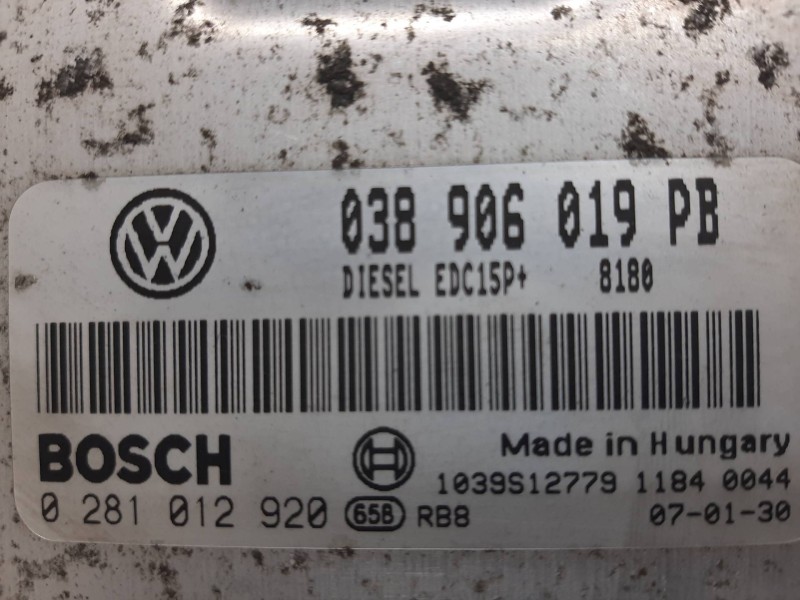 038 906 019 PB
DIESEL EDC15P+ 8180
BOSCH
Made in Hungary
1039S12779 1184 0044
0 281 012 920 65B RB8 07-01-30